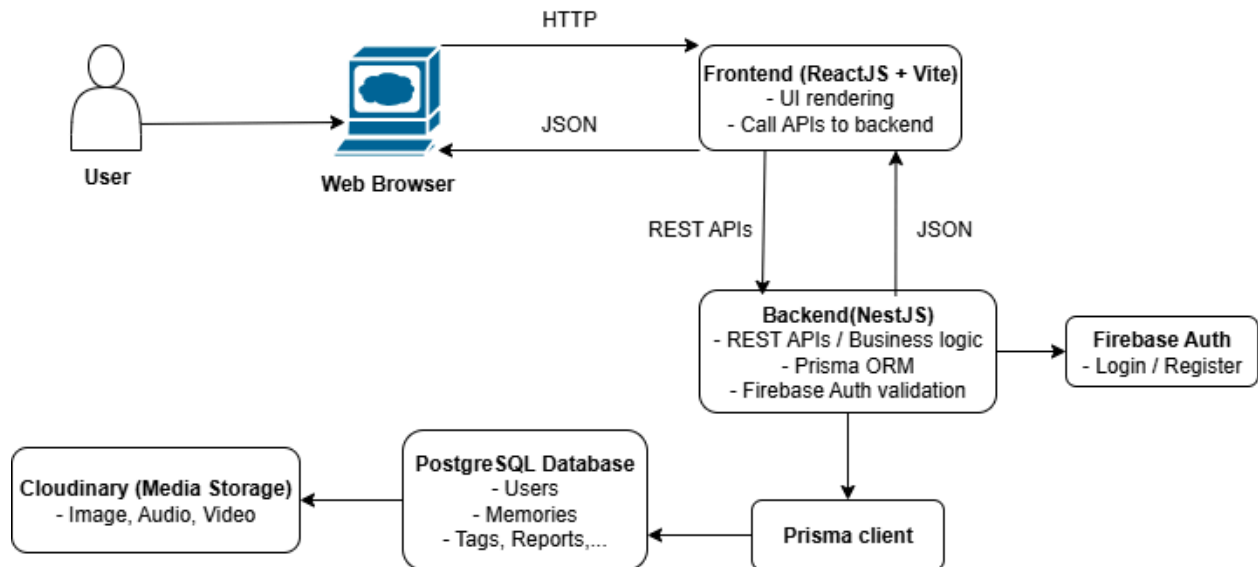 HTTP
Frontend (ReactJS + Vite)
- UI rendering
- Call APIs to backend
JSON
User
Web Browser
REST APIs
JSON
Backend(NestJS)
- REST APIs / Business logic
- Prisma ORM
- Firebase Auth validation
Firebase Auth
- Login / Register
Cloudinary (Media Storage)
- Image, Audio, Video
PostgreSQL Database
- Users
- Memories
- Tags, Reports,...
Prisma client